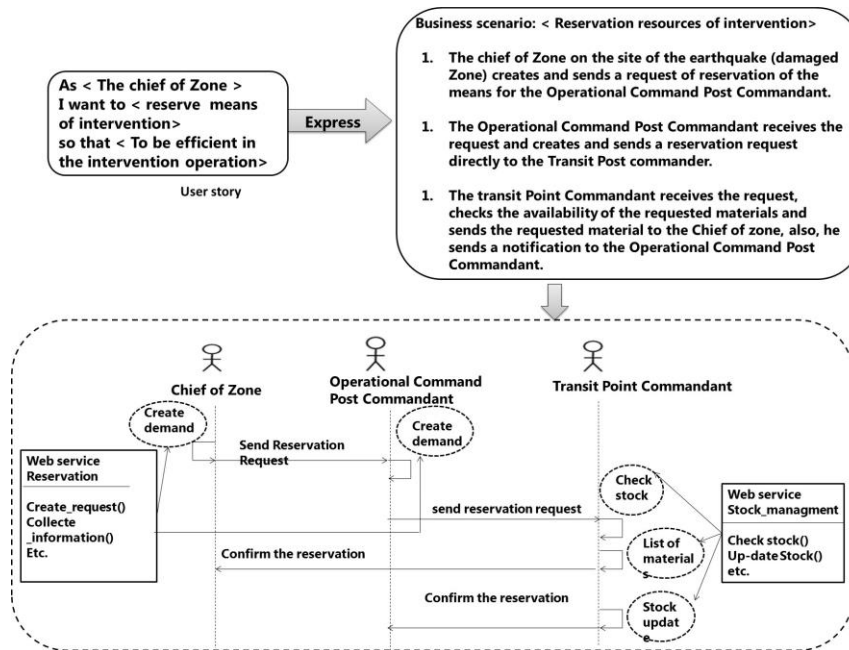 As < The chief of Zone >
I want to < reserve means
of intervention>
so that < To be efficient in
the intervention operation>
User story
Express
Business scenario: < Reservation resources of intervention>
1. The chief of Zone on the site of the earthquake (damaged
Zone) creates and sends a request of reservation of the
means for the Operational Command Post Commandant.
1. The Operational Command Post Commandant receives the
request and creates and sends a reservation request
directly to the Transit Post commander.
1. The transit Point Commandant receives the request,
checks the availability of the requested materials and
sends the requested material to the Chief of zone, also, he
sends a notification to the Operational Command Post
Commandant.
Chief of Zone
Operational Command
Post Commandant
Transit Point Commandant
Create
demand
Send Reservation
Request
Create
demand
Web service
Reservation
Create_request()
Collecte
_information()
Etc.
send reservation request
Check
stock
Web service
Stock_managment
Check stock()
Up-date Stock()
etc.
Confirm the reservation
List of
material
s
Confirm the reservation
Stock
updat
e